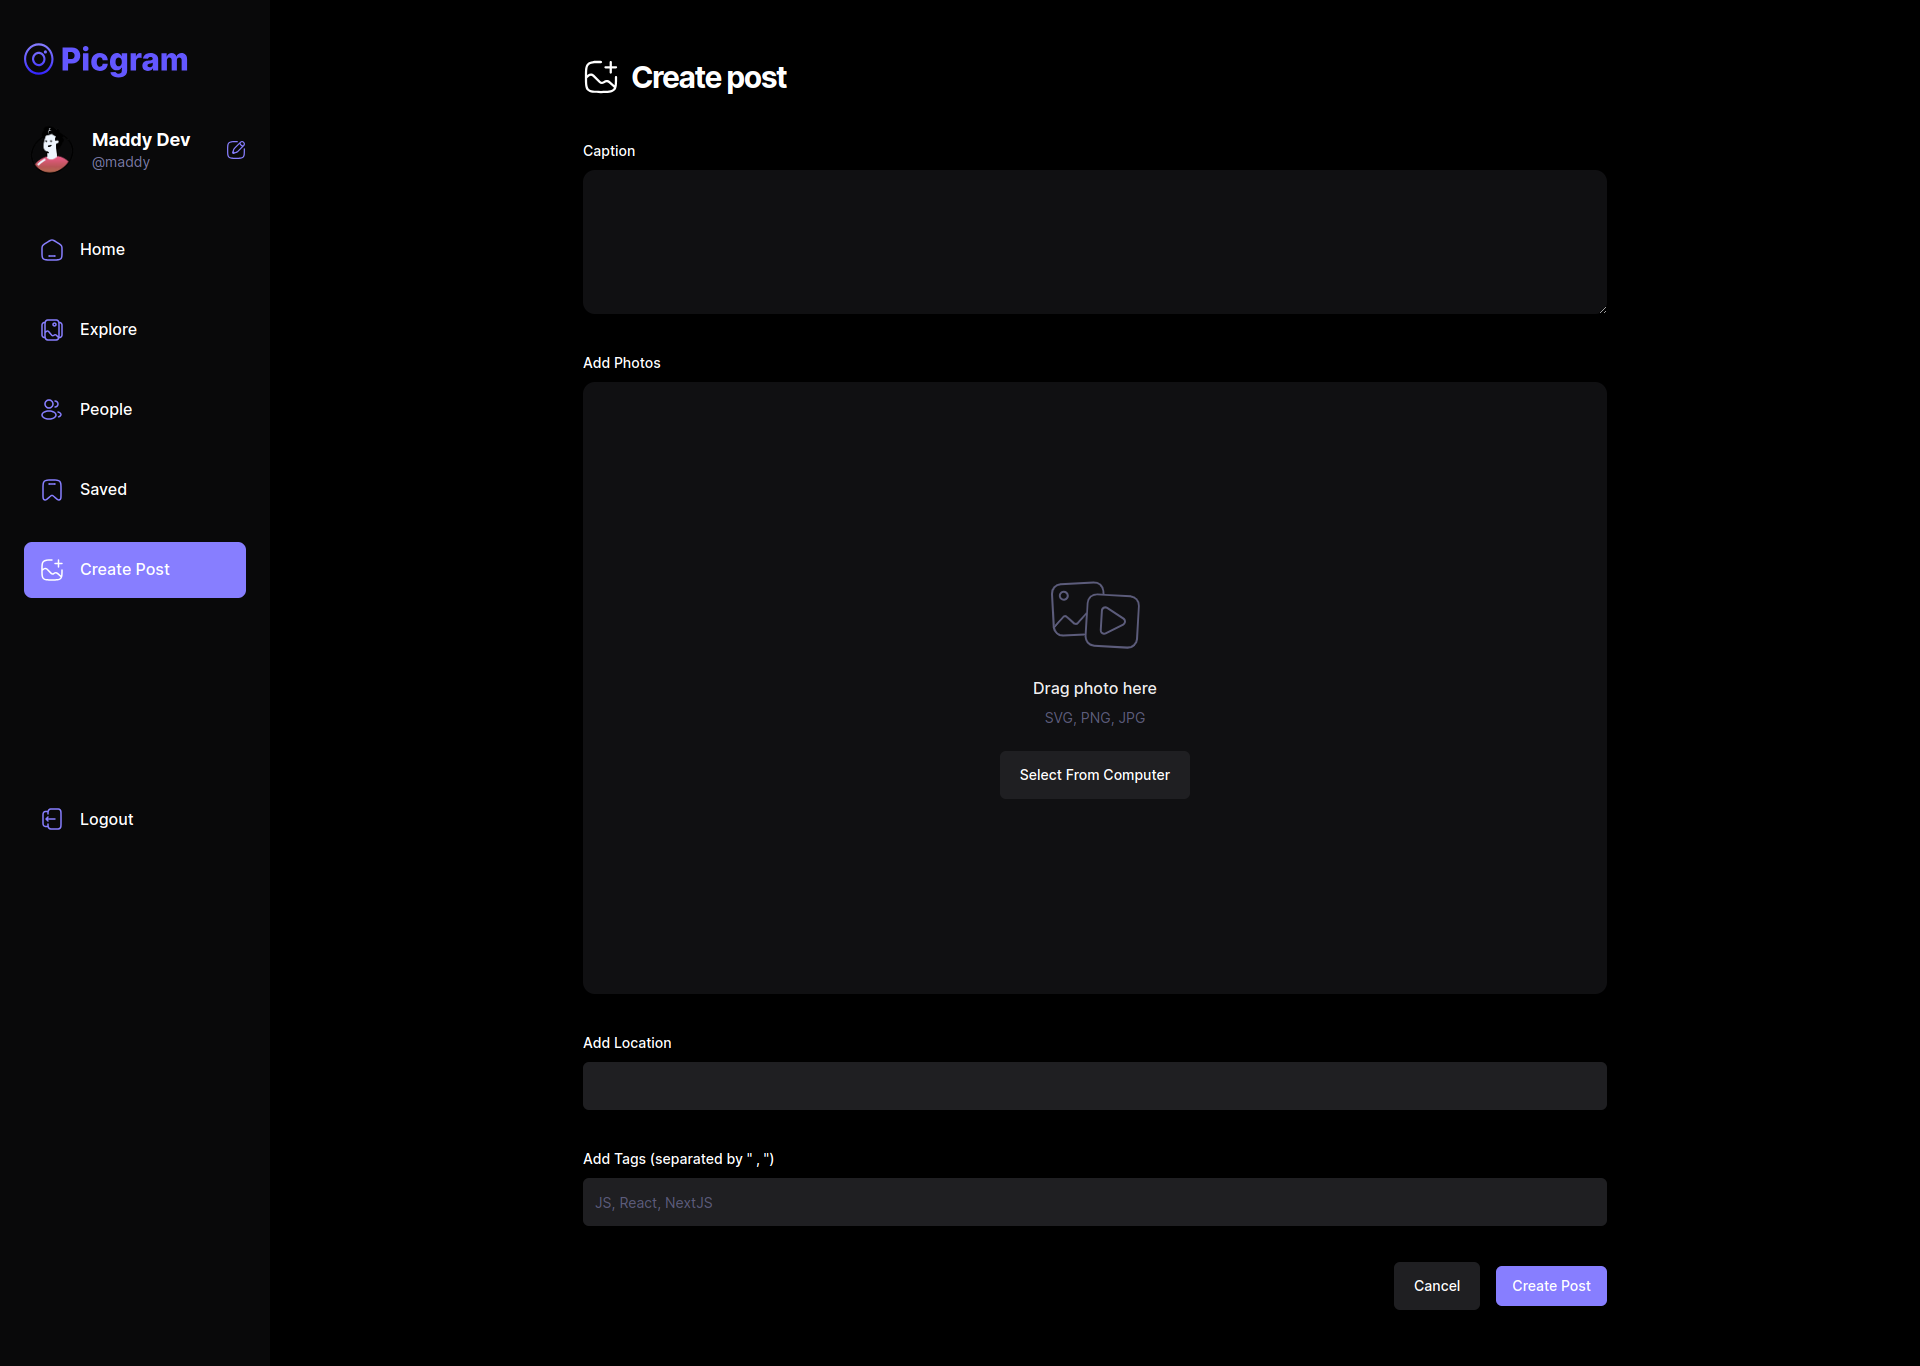 Picgram
Maddy Dev
@maddy
Home
Explore
People
Saved
Create Post
Logout
Create post
Caption
Add Photos
Drag photo here
SVG, PNG, JPG
Select From Computer
Add Location
Add Tags (separated by " , ")
JS, React, NextJS
Cancel
Create Post